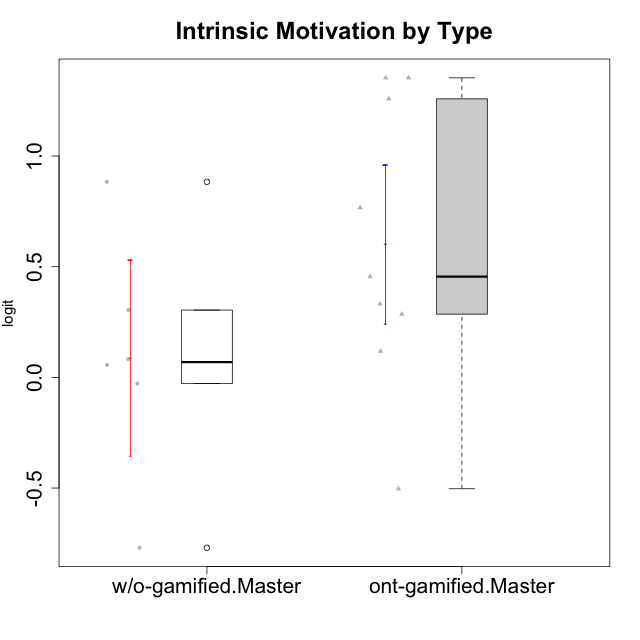 Intrinsic Motivation by Type
logit
1.0
0.5
0.0
-0.5
w/o-gamified.Master
ont-gamified.Master